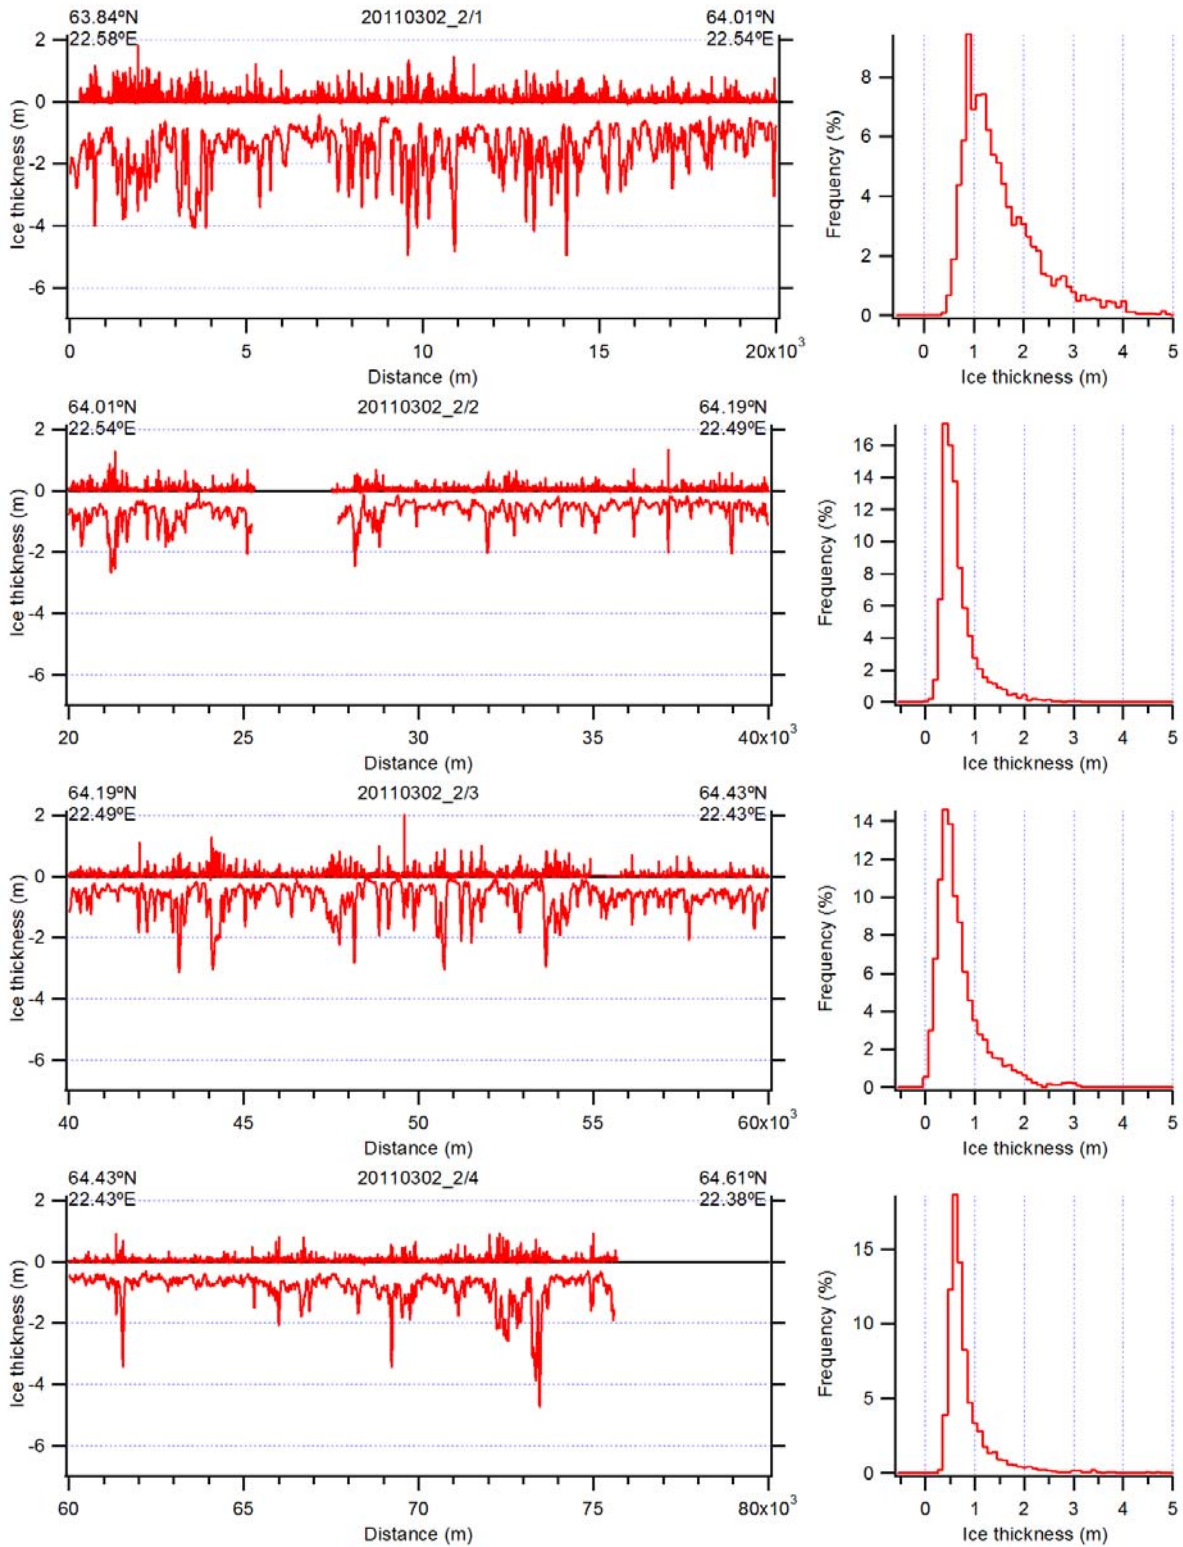 63.84ºN 20110302_2/1 64.01ºN
22.58ºE 22.54ºE
Ice thickness (m)
2
0
-2
-4
-6
0 5 10 15 20x10³
Distance (m)
Frequency (%)
8
6
4
2
0
0 1 2 3 4 5
Ice thickness (m)
64.01ºN 20110302_2/2 64.19ºN
22.54ºE 22.49ºE
Ice thickness (m)
2
0
-2
-4
-6
20 25 30 35 40x10³
Distance (m)
Frequency (%)
16
14
12
10
8
6
4
2
0
0 1 2 3 4 5
Ice thickness (m)
64.19ºN 20110302_2/3 64.43ºN
22.49ºE 22.43ºE
Ice thickness (m)
2
0
-2
-4
-6
40 45 50 55 60x10³
Distance (m)
Frequency (%)
14
12
10
8
6
4
2
0
0 1 2 3 4 5
Ice thickness (m)
64.43ºN 20110302_2/4 64.61ºN
22.43ºE 22.38ºE
Ice thickness (m)
2
0
-2
-4
-6
60 65 70 75 80x10³
Distance (m)
Frequency (%)
15
10
5
0
0 1 2 3 4 5
Ice thickness (m)